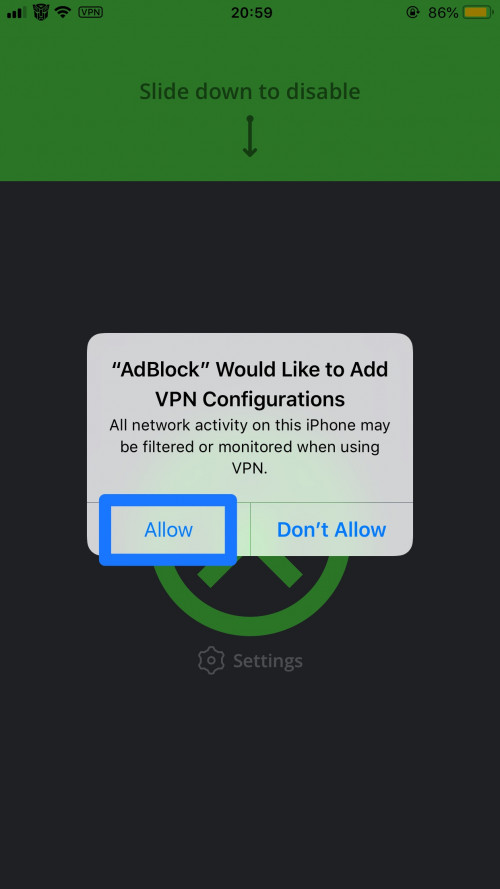 VPN
20:59
86%
Slide down to disable
“AdBlock” Would Like to Add
VPN Configurations
All network activity on this iPhone may
be filtered or monitored when using
VPN.
Allow
Don’t Allow
Settings